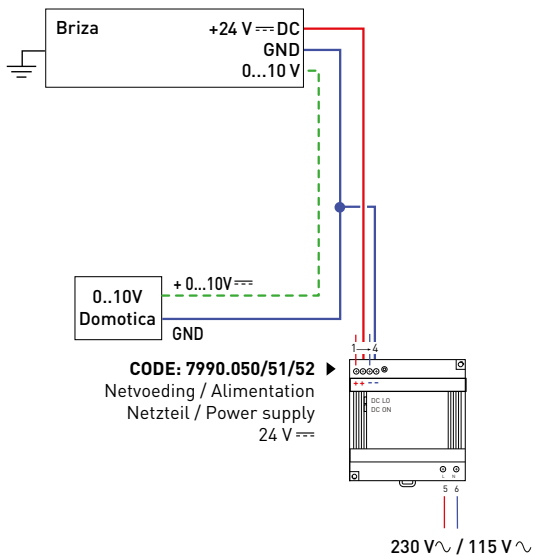 Briza
+24 V ⎓ DC
GND
0...10 V
+ 0...10V ⎓
0..10V
Domotica
GND
1→4
CODE: 7990.050/51/52 ▶
Netvoeding / Alimentation
Netzteil / Power supply
24 V ⎓
+ + - -
DC LO
DC ON
L N
5 6
230 V∿ / 115 V∿